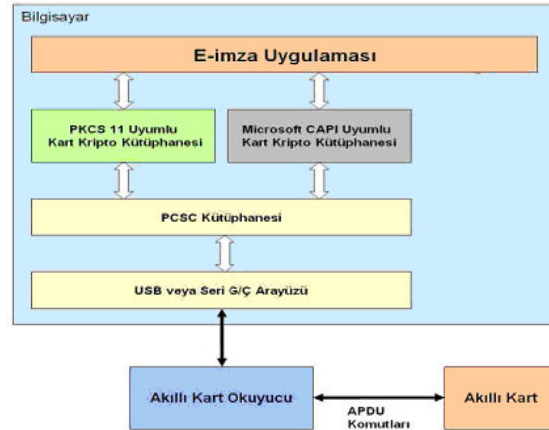 Bilgisayar
E-imza Uygulaması
PKCS 11 Uyumlu
Kart Kripto Kütüphanesi
Microsoft CAPI Uyumlu
Kart Kripto Kütüphanesi
PCSC Kütüphanesi
USB veya Seri G/Ç Arayüzü
Akıllı Kart Okuyucu
APDU
Komutları
Akıllı Kart